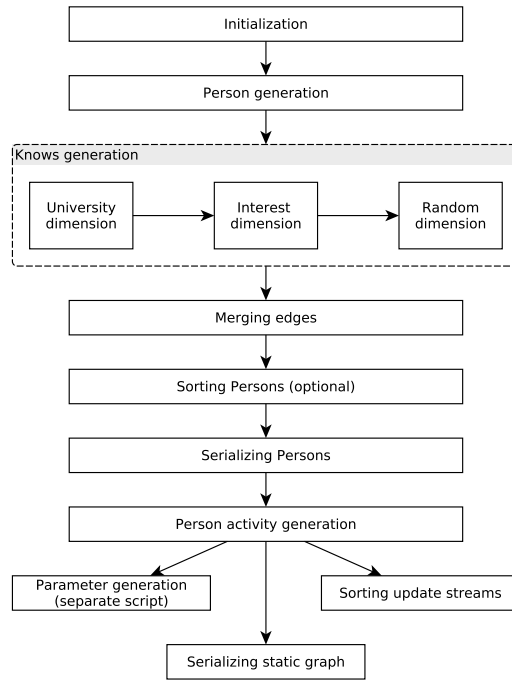 Initialization
Person generation
Knows generation
University
dimension
Interest
dimension
Random
dimension
Merging edges
Sorting Persons (optional)
Serializing Persons
Person activity generation
Parameter generation
(separate script)
Sorting update streams
Serializing static graph